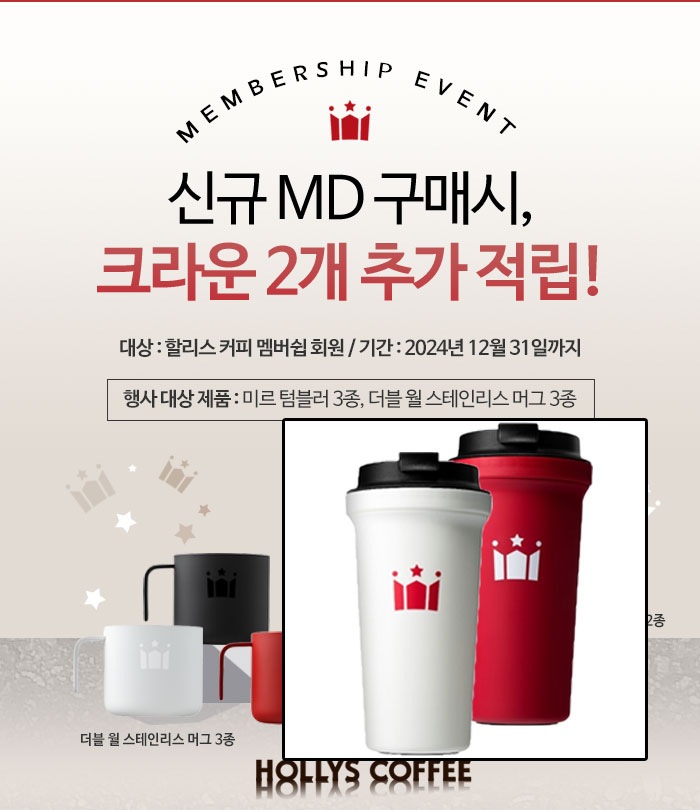 MEMBERSHIP EVENT
신규 MD 구매시,
크라운 2개 추가 적립!
대상 : 할리스 커피 멤버쉽 회원 / 기간 : 2024년 12월 31일까지
행사 대상 제품 : 미르 텀블러 3종, 더블 월 스테인리스 머그 3종
2종
더블 월 스테인리스 머그 3종
HOLLYS COFFEE